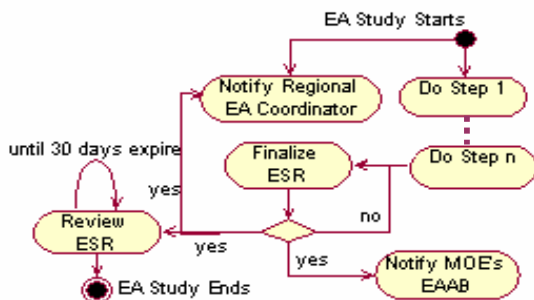 EA Study Starts
Notify Regional
EA Coordinator
Do Step 1
until 30 days expire
Finalize
ESR
Do Step n
yes
Review
ESR
no
yes
yes
Notify MOE's
EAAB
EA Study Ends